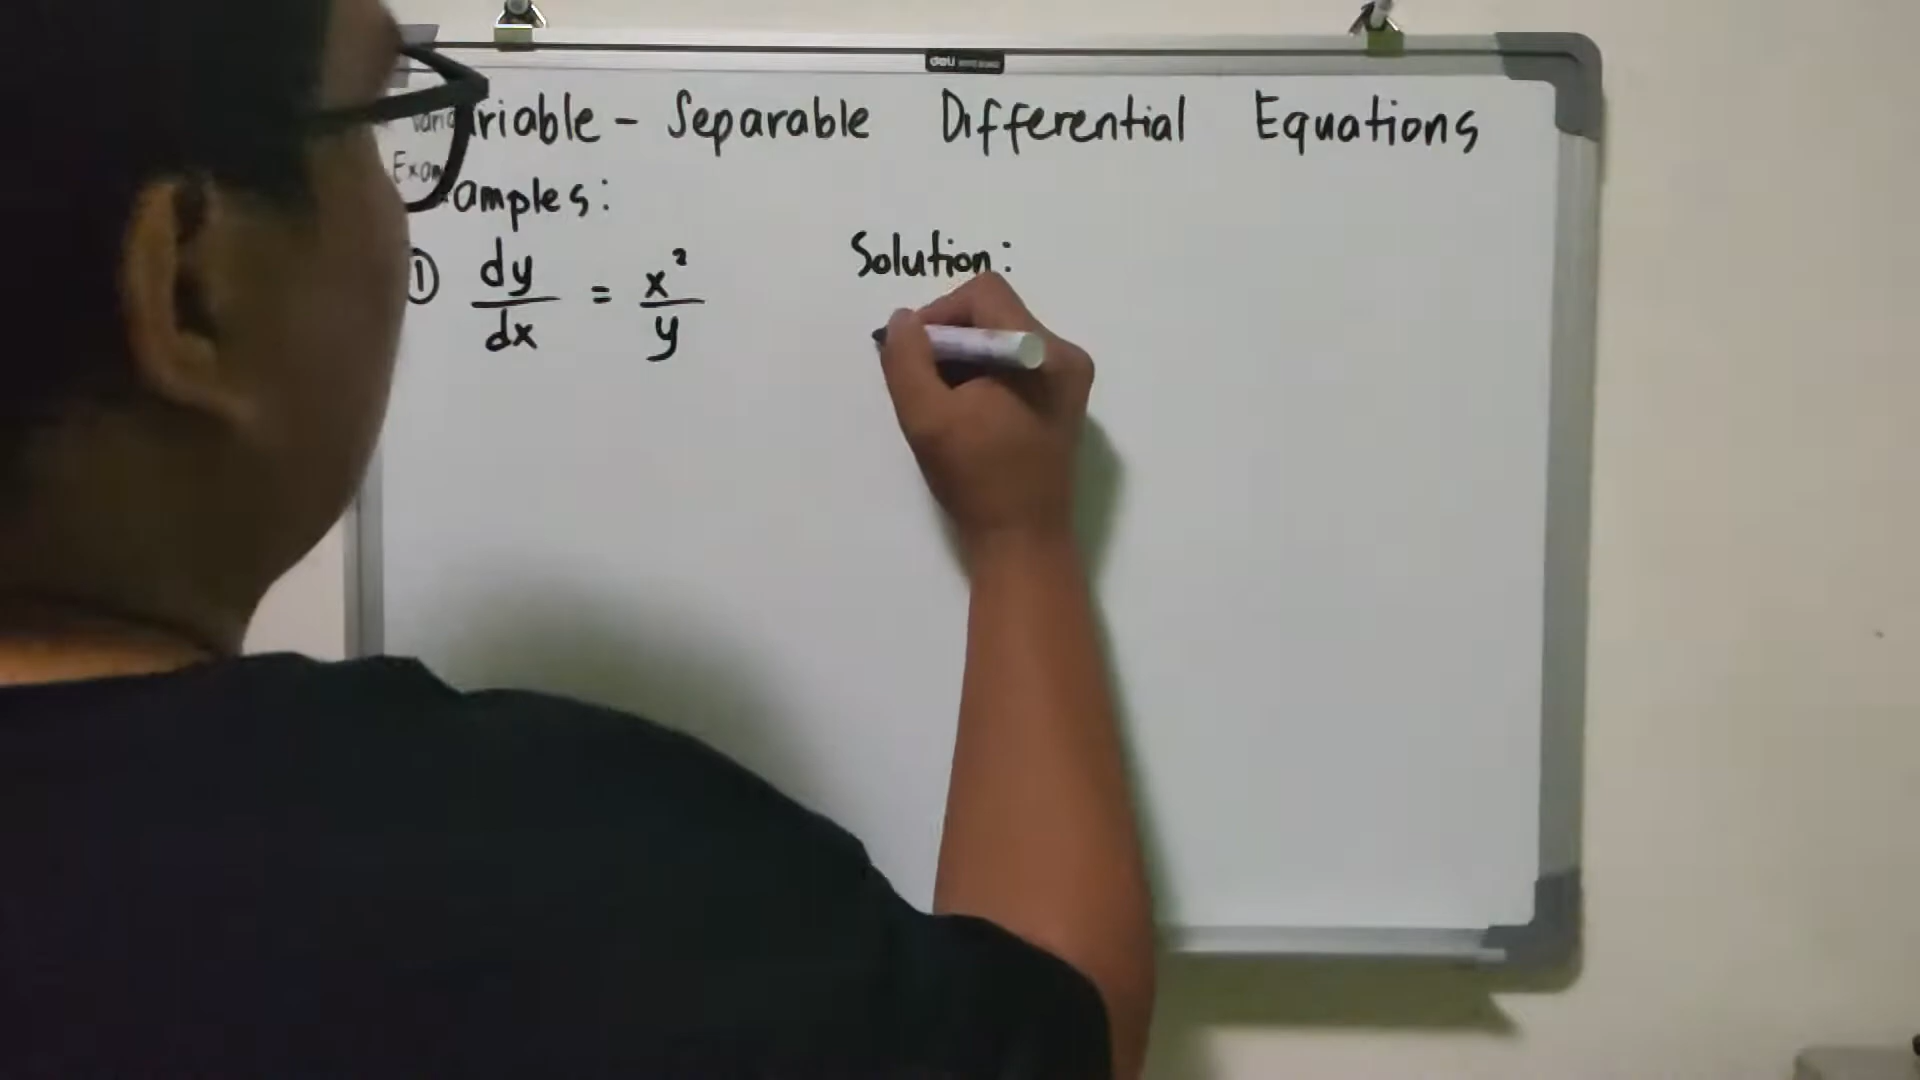 deli
riable - Separable Differential Equations
amples:
① dy/dx = x²/y
Solution: